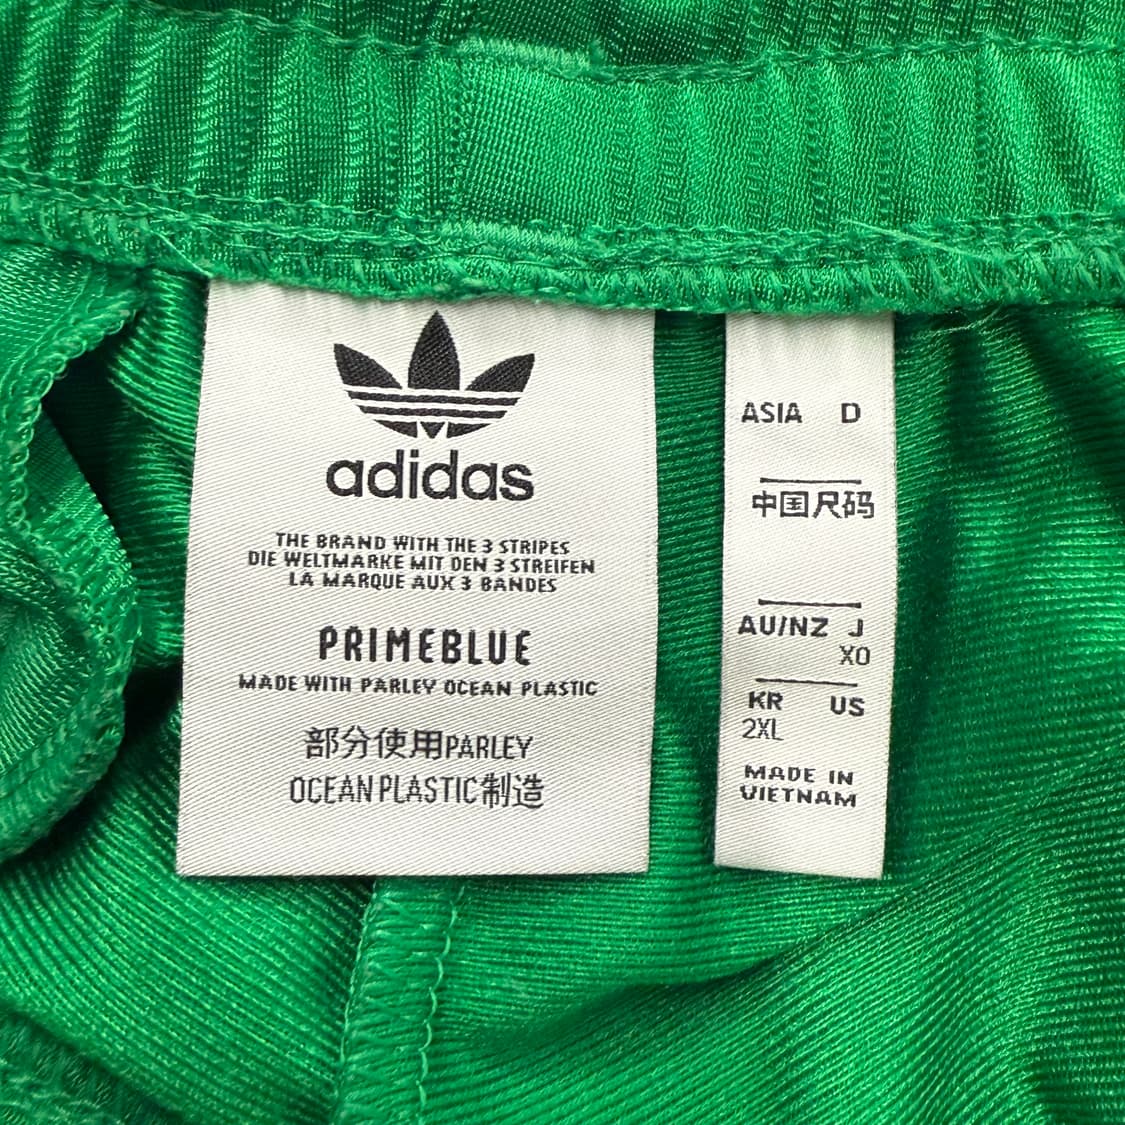 adidas
THE BRAND WITH THE 3 STRIPES
DIE WELTMARKE MIT DEN 3 STREIFEN
LA MARQUE AUX 3 BANDES
PRIMEBLUE
MADE WITH PARLEY OCEAN PLASTIC
部分使用PARLEY
OCEAN PLASTIC制造
ASIA D
中国尺码
AU/NZ J
XO
KR US
2XL
MADE IN
VIETNAM